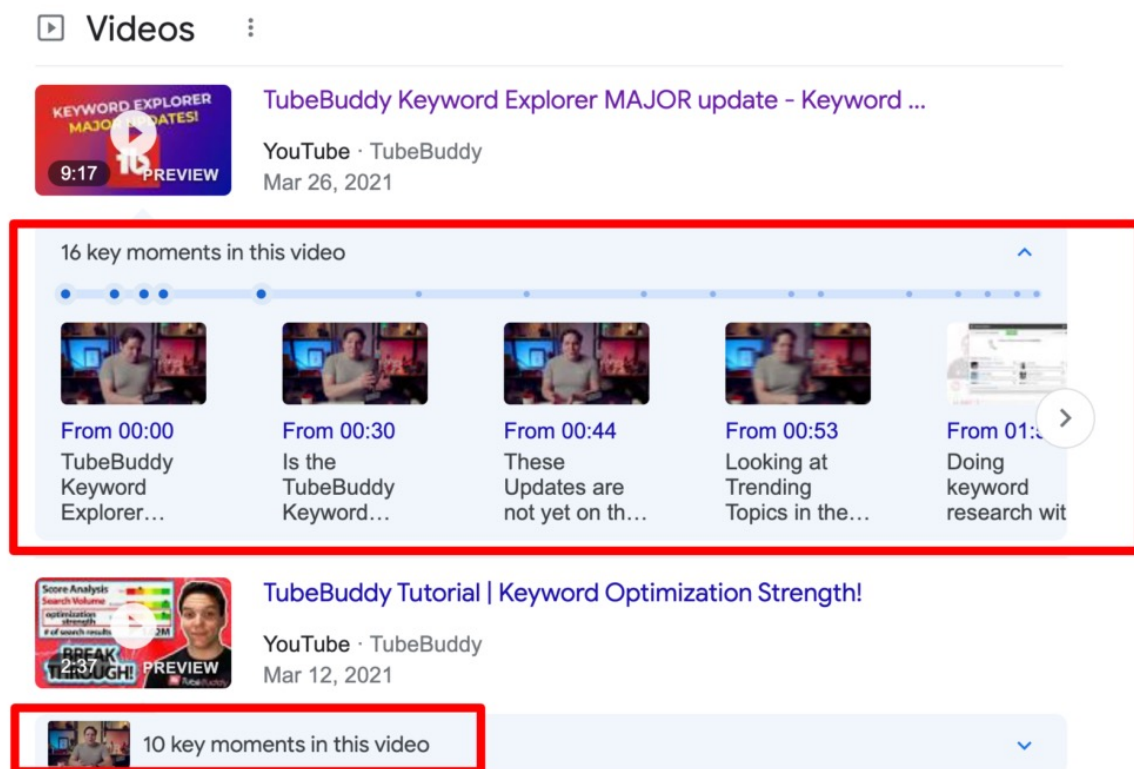 Videos
KEYWORD EXPLORER
MAJOR UPDATES!
9:17
PREVIEW
TubeBuddy Keyword Explorer MAJOR update - Keyword ...
YouTube · TubeBuddy
Mar 26, 2021
16 key moments in this video
From 00:00
TubeBuddy
Keyword
Explorer...
From 00:30
Is the
TubeBuddy
Keyword...
From 00:44
These
Updates are
not yet on th...
From 00:53
Looking at
Trending
Topics in the...
From 01:
Doing
keyword
research wit
Score Analysis
Search Volume
optimization
strength
# of search results
BREAK
THROUGH!
2:37
PREVIEW
TubeBuddy
TubeBuddy Tutorial | Keyword Optimization Strength!
YouTube · TubeBuddy
Mar 12, 2021
10 key moments in this video